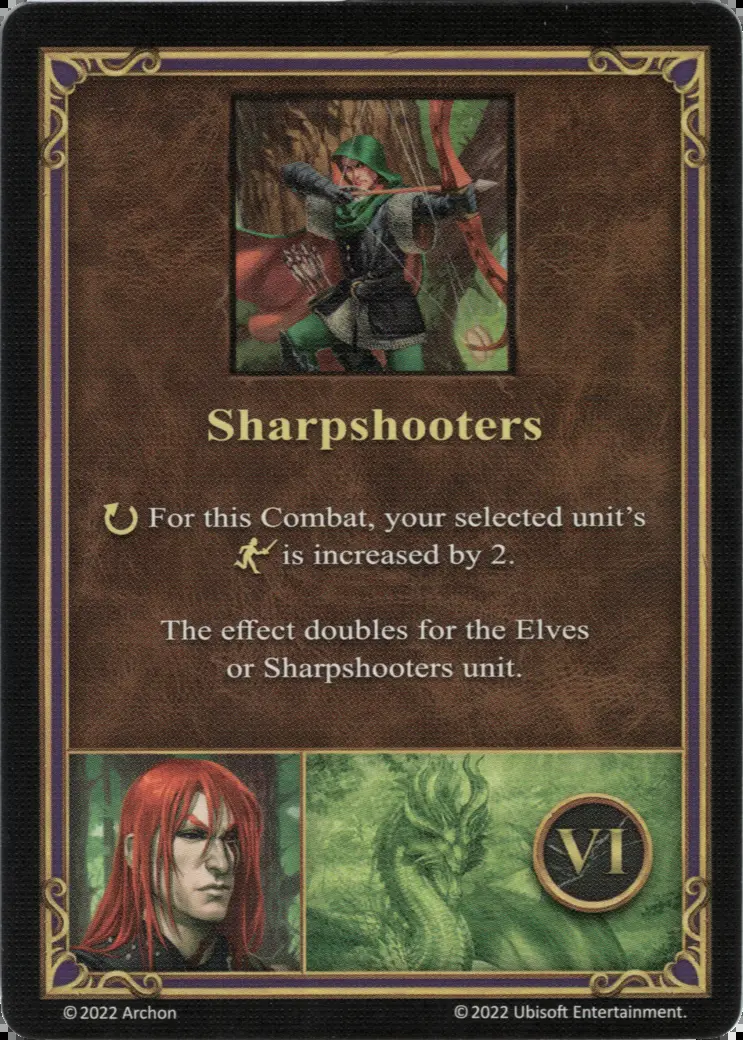 Sharpshooters
For this Combat, your selected unit's
is increased by 2.
The effect doubles for the Elves
or Sharpshooters unit.
VI
© 2022 Archon
© 2022 Ubisoft Entertainment.